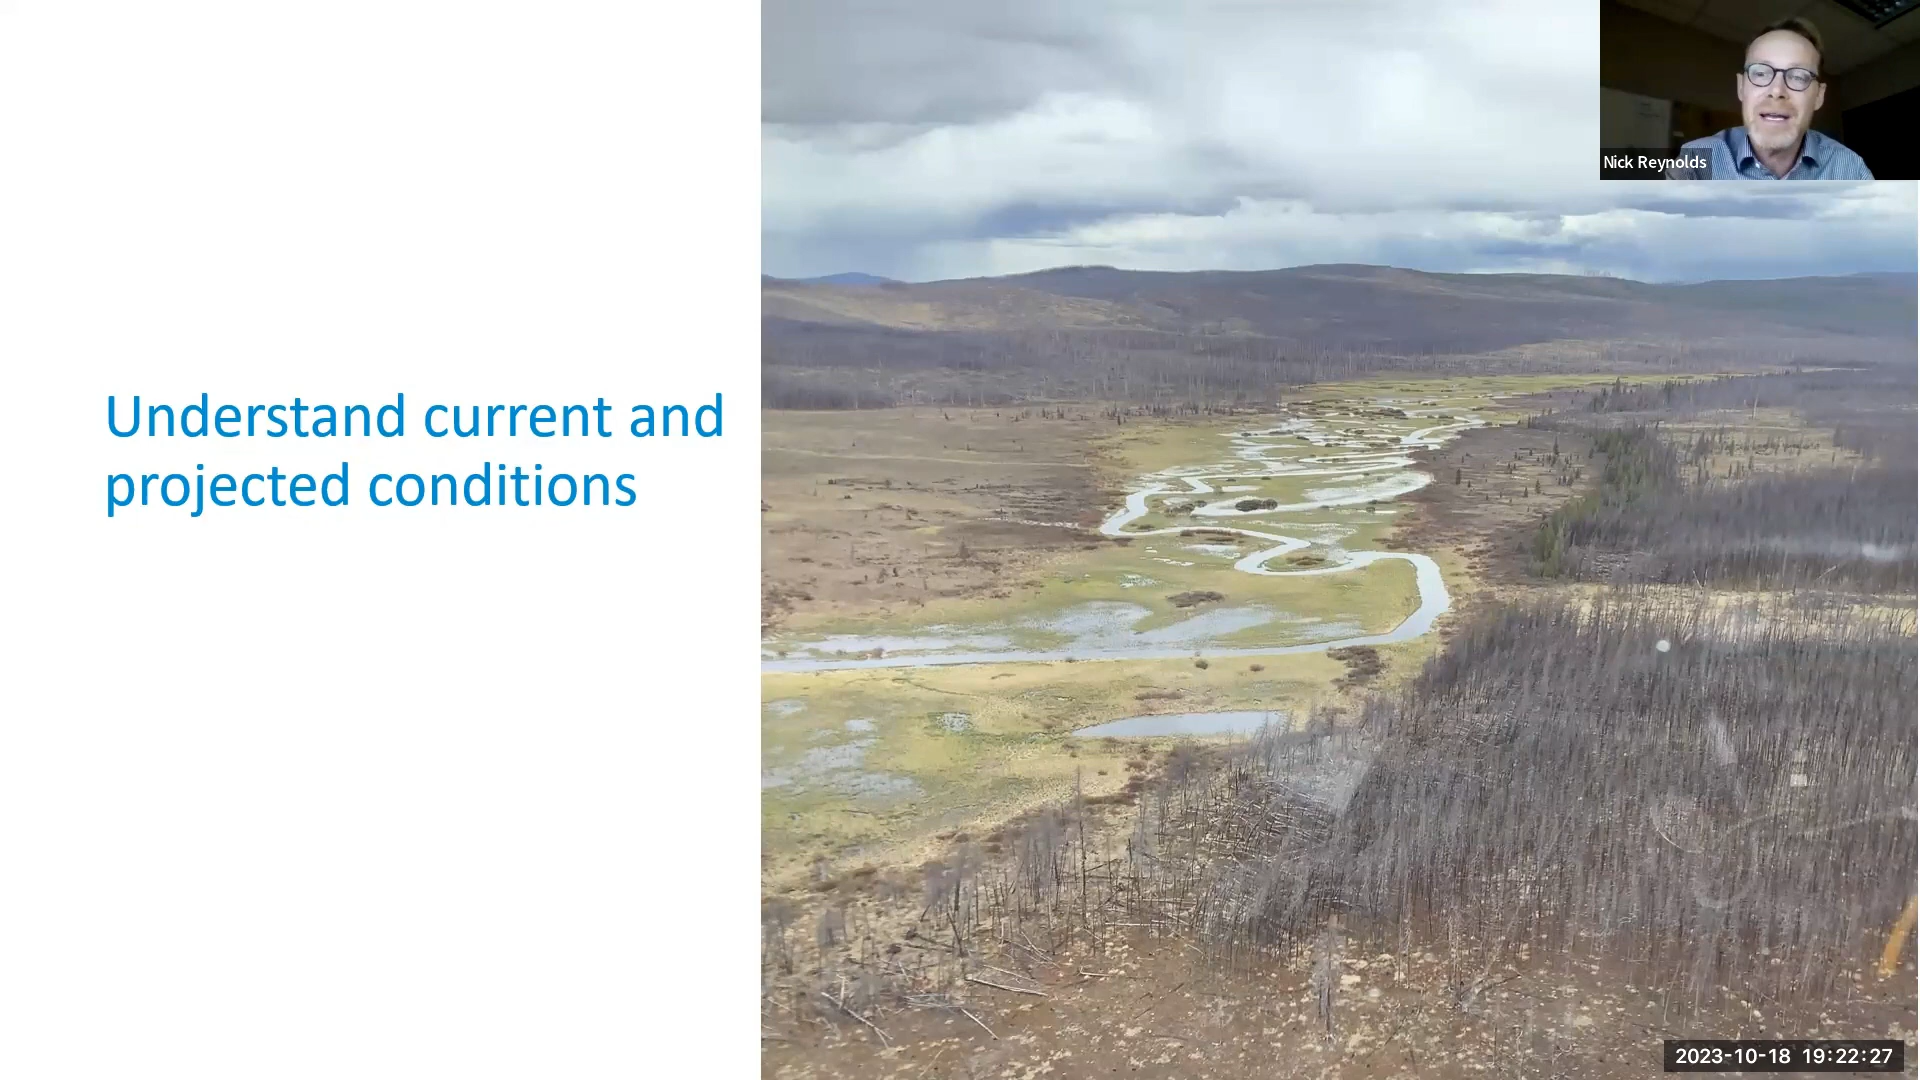 Understand current and
projected conditions
Nick Reynolds
2023-10-18 19:22:27